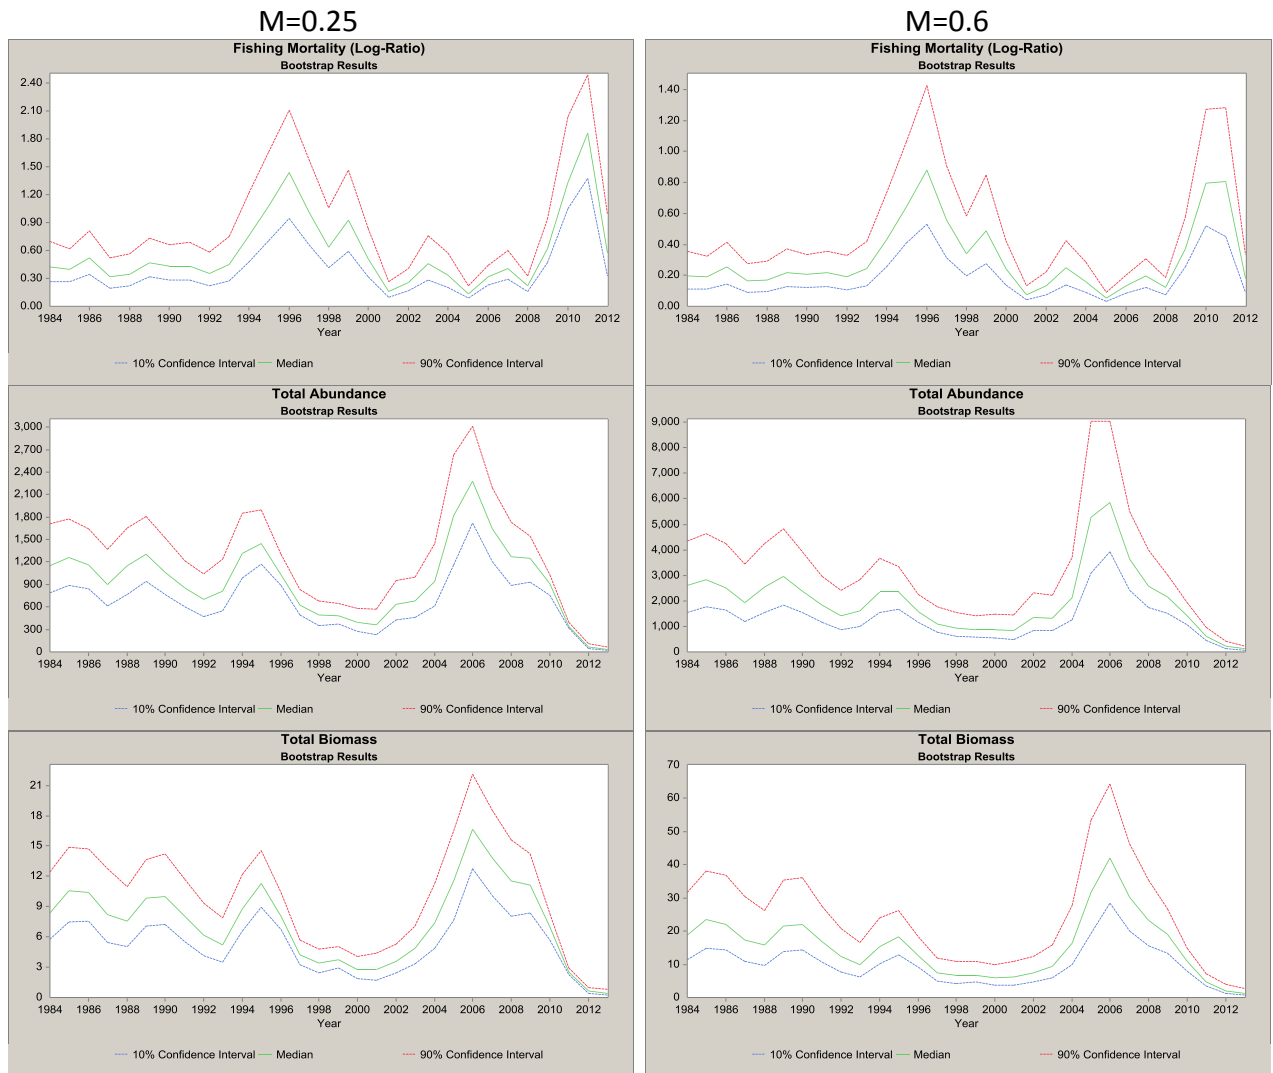 M=0.25
Fishing Mortality (Log-Ratio)
Bootstrap Results
2.40
2.10
1.80
1.50
1.20
0.90
0.60
0.30
0.00
1984 1986 1988 1990 1992 1994 1996 1998 2000 2002 2004 2006 2008 2010 2012
Year
10% Confidence Interval Median 90% Confidence Interval
Total Abundance
Bootstrap Results
3,000
2,700
2,400
2,100
1,800
1,500
1,200
900
600
300
0
1984 1986 1988 1990 1992 1994 1996 1998 2000 2002 2004 2006 2008 2010 2012
Year
10% Confidence Interval Median 90% Confidence Interval
Total Biomass
Bootstrap Results
21
18
15
12
9
6
3
0
1984 1986 1988 1990 1992 1994 1996 1998 2000 2002 2004 2006 2008 2010 2012
Year
10% Confidence Interval Median 90% Confidence Interval
M=0.6
Fishing Mortality (Log-Ratio)
Bootstrap Results
1.40
1.20
1.00
0.80
0.60
0.40
0.20
0.00
1984 1986 1988 1990 1992 1994 1996 1998 2000 2002 2004 2006 2008 2010 2012
Year
10% Confidence Interval Median 90% Confidence Interval
Total Abundance
Bootstrap Results
9,000
8,000
7,000
6,000
5,000
4,000
3,000
2,000
1,000
0
1984 1986 1988 1990 1992 1994 1996 1998 2000 2002 2004 2006 2008 2010 2012
Year
10% Confidence Interval Median 90% Confidence Interval
Total Biomass
Bootstrap Results
70
60
50
40
30
20
10
0
1984 1986 1988 1990 1992 1994 1996 1998 2000 2002 2004 2006 2008 2010 2012
Year
10% Confidence Interval Median 90% Confidence Interval